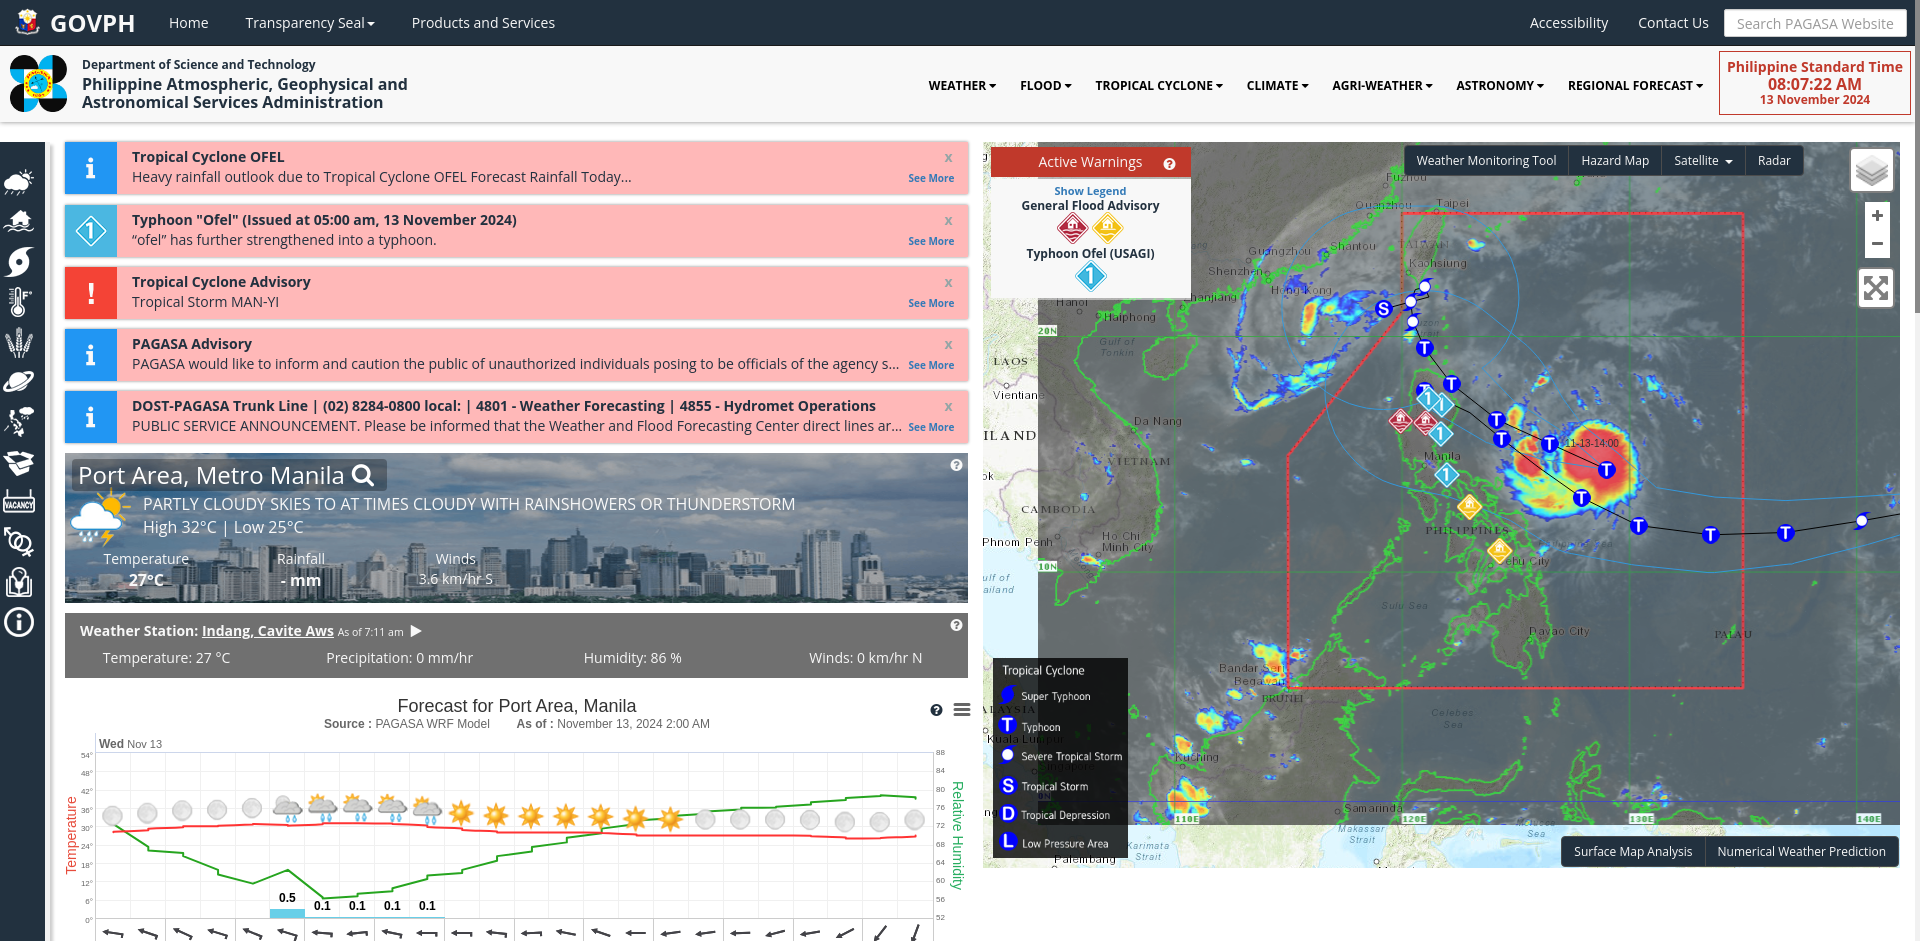 GOVPH
Home
Transparency Seal
Products and Services
Accessibility
Contact Us
Search PAGASA Website
Department of Science and Technology
Philippine Atmospheric, Geophysical and
Astronomical Services Administration
WEATHER
FLOOD
TROPICAL CYCLONE
CLIMATE
AGRI-WEATHER
ASTRONOMY
REGIONAL FORECAST
Philippine Standard Time
08:07:22 AM
13 November 2024
Tropical Cyclone OFEL
x
Heavy rainfall outlook due to Tropical Cyclone OFEL Forecast Rainfall Today...
See More
Typhoon "Ofel" (Issued at 05:00 am, 13 November 2024)
x
“ofel” has further strengthened into a typhoon.
See More
Tropical Cyclone Advisory
x
Tropical Storm MAN-YI
See More
PAGASA Advisory
x
PAGASA would like to inform and caution the public of unauthorized individuals posing to be officials of the agency s...
See More
DOST-PAGASA Trunk Line | (02) 8284-0800 local: | 4801 - Weather Forecasting | 4855 - Hydromet Operations
x
PUBLIC SERVICE ANNOUNCEMENT. Please be informed that the Weather and Flood Forecasting Center direct lines ar...
See More
Port Area, Metro Manila
PARTLY CLOUDY SKIES TO AT TIMES CLOUDY WITH RAINSHOWERS OR THUNDERSTORM
High 32°C | Low 25°C
Temperature
Rainfall
Winds
27°C
- mm
3.6 km/hr S
VACANCY
Weather Station: Indang, Cavite Aws As of 7:11 am
Temperature: 27 °C
Precipitation: 0 mm/hr
Humidity: 86 %
Winds: 0 km/hr N
Forecast for Port Area, Manila
Source : PAGASA WRF Model
As of : November 13, 2024 2:00 AM
Wed Nov 13
54°
48°
42°
36°
30°
24°
18°
12°
6°
0°
Temperature
88
84
80
76
72
68
64
60
56
52
Relative Humidity
0.5
0.1
0.1
0.1
0.1
Active Warnings
Show Legend
General Flood Advisory
Typhoon Ofel (USAGI)
1
Weather Monitoring Tool
Hazard Map
Satellite
Radar
+
−
Fuzhou
Quanzhou
Taipei
TAIWAN
Guangzhou
Shantou
Kaohsiung
Shenzhen
Hong Kong
Hanoi
Zhanjiang
Haiphong
20N
Gulf of
Tonkin
LAOS
Vientiane
ILAND
Da Nang
VIETNAM
Manila
11-13-14:00
CAMBODIA
Phnom Penh
Ho Chi
Minh City
PHILIPPINES
Cebu City
10N
Sulu Sea
Davao City
PALAU
Bandar Seri
Begawan
BRUNEI
Celebes
Sea
Kuching
Samarinda
110E
120E
130E
140E
Makassar
Strait
Karimata
Strait
Palembang
Tropical Cyclone
Super Typhoon
T Typhoon
Severe Tropical Storm
S Tropical Storm
D Tropical Depression
L Low Pressure Area
Surface Map Analysis
Numerical Weather Prediction